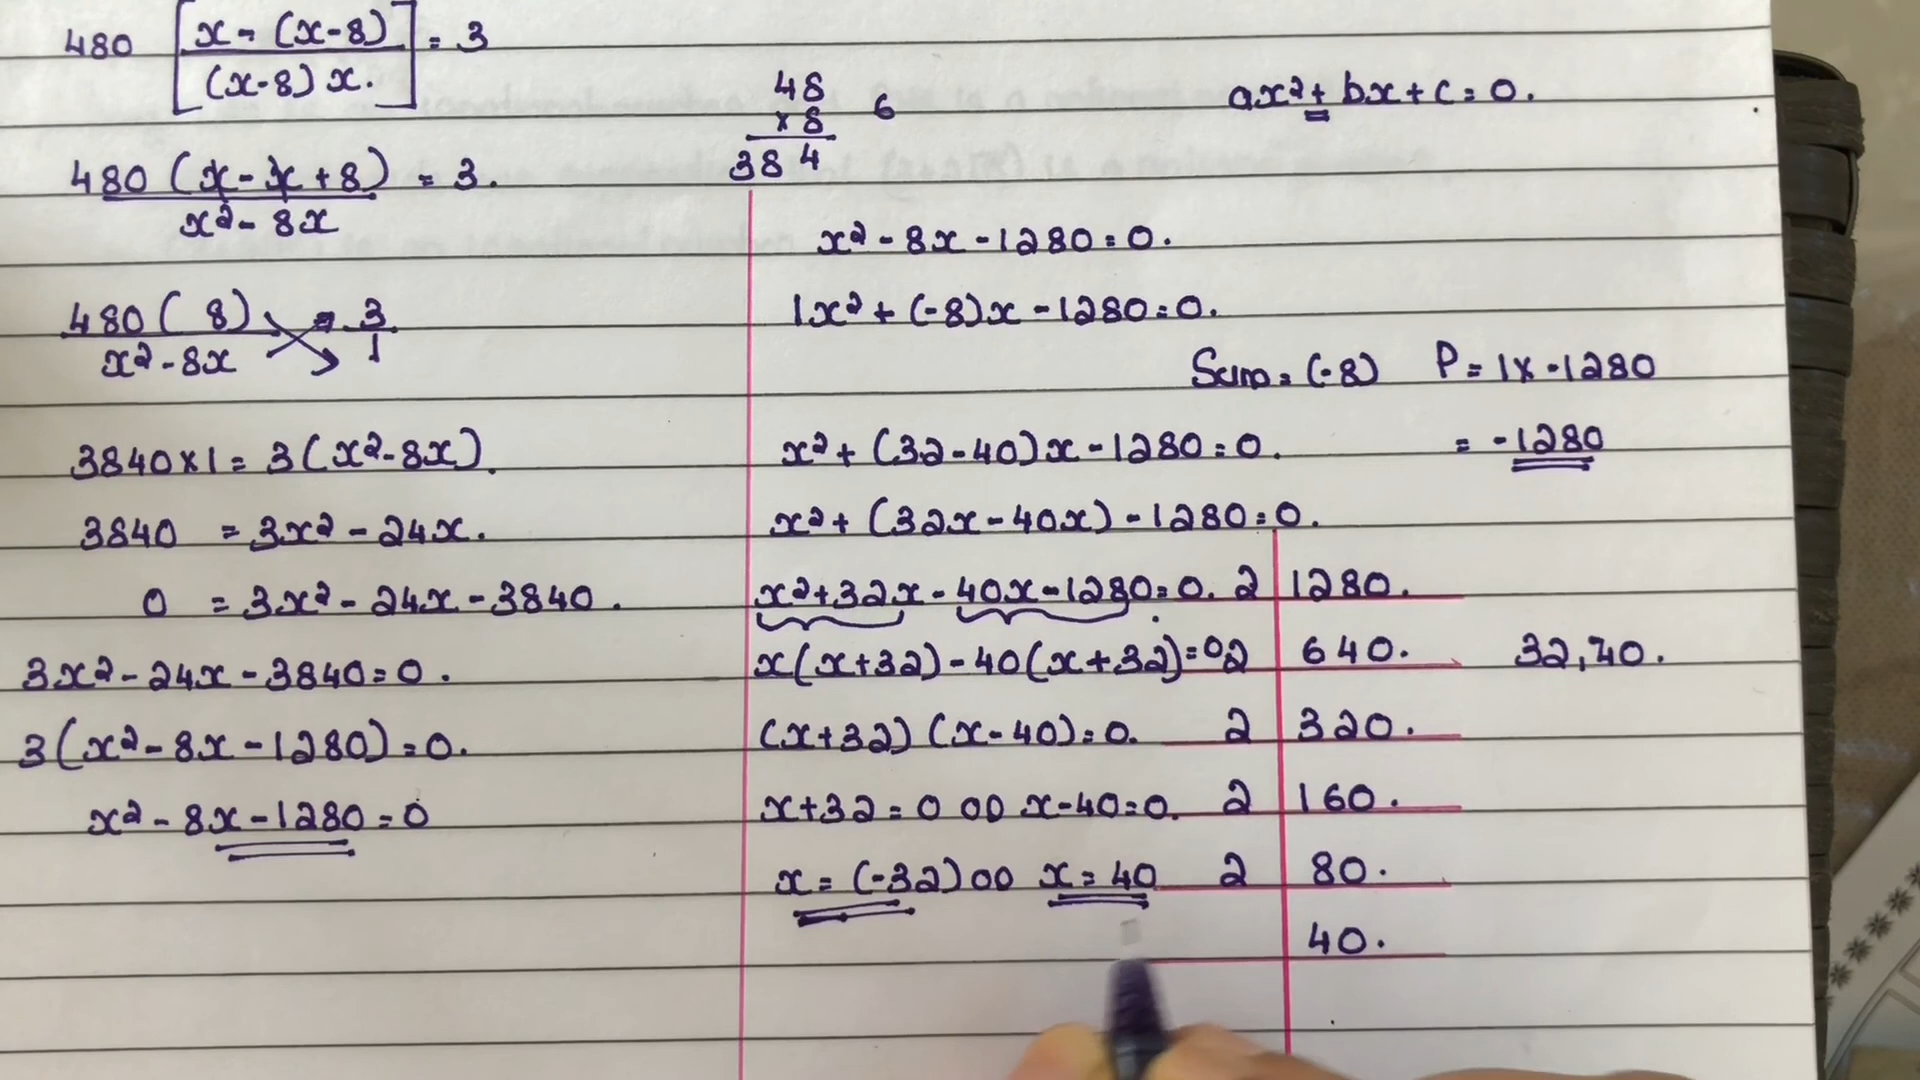 480 [x - (x-8) / (x-8) x.] = 3
480 (x - x + 8) / x² - 8x = 3.
480 ( 8) / x² - 8x = 3 / 1
3840 x 1 = 3(x² - 8x).
3840 = 3x² - 24x.
0 = 3x² - 24x - 3840.
3x² - 24x - 3840 = 0.
3(x² - 8x - 1280) = 0.
x² - 8x - 1280 = 0
48
x 8
384
6
ax² + bx + c = 0.
x² - 8x - 1280 = 0.
1x² + (-8)x - 1280 = 0.
Sum = (-8) P = 1x - 1280
= -1280
x² + (32 - 40)x - 1280 = 0.
x² + (32x - 40x) - 1280 = 0.
x² + 32x - 40x - 1280 = 0.
x(x+32) - 40(x+32) = 0
(x+32) (x-40) = 0.
x + 32 = 0 or x - 40 = 0.
x = (-32) or x = 40
2 1280.
2 640.
2 320.
2 160.
2 80.
40.
32, 40.